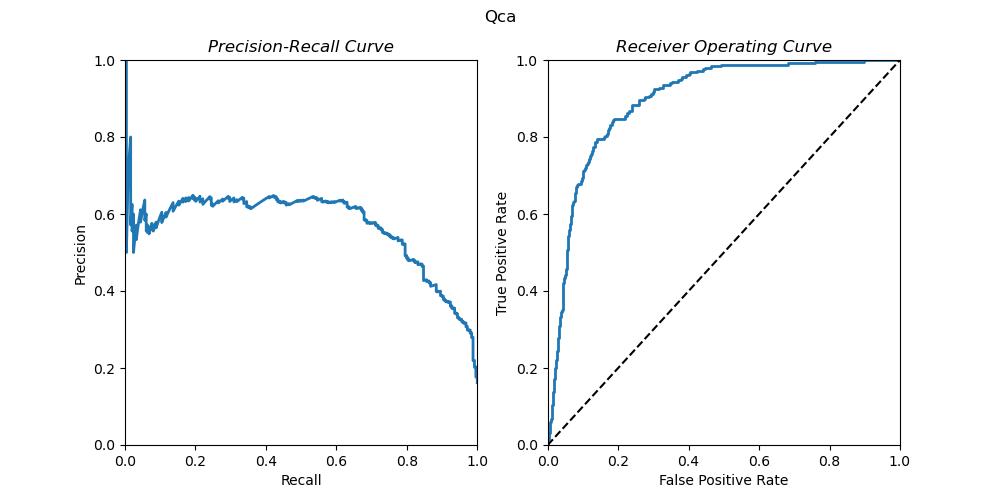 Qca
Precision-Recall Curve
Receiver Operating Curve
1.0
0.8
0.6
0.4
0.2
0.0
Precision
0.0 0.2 0.4 0.6 0.8 1.0
Recall
1.0
0.8
0.6
0.4
0.2
0.0
True Positive Rate
0.0 0.2 0.4 0.6 0.8 1.0
False Positive Rate